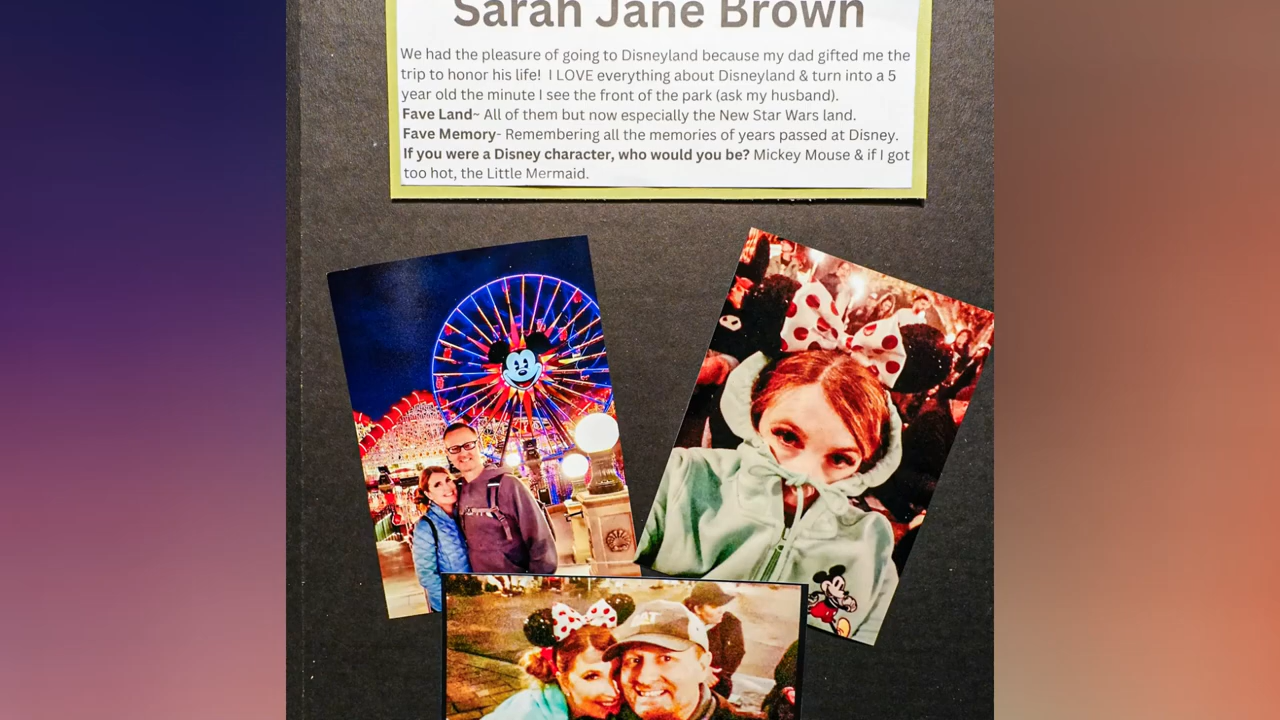 Sarah Jane Brown
We had the pleasure of going to Disneyland because my dad gifted me the
trip to honor his life!  I LOVE everything about Disneyland & turn into a 5
year old the minute I see the front of the park (ask my husband).
Fave Land~ All of them but now especially the New Star Wars land.
Fave Memory- Remembering all the memories of years passed at Disney.
If you were a Disney character, who would you be? Mickey Mouse & if I got
too hot, the Little Mermaid.